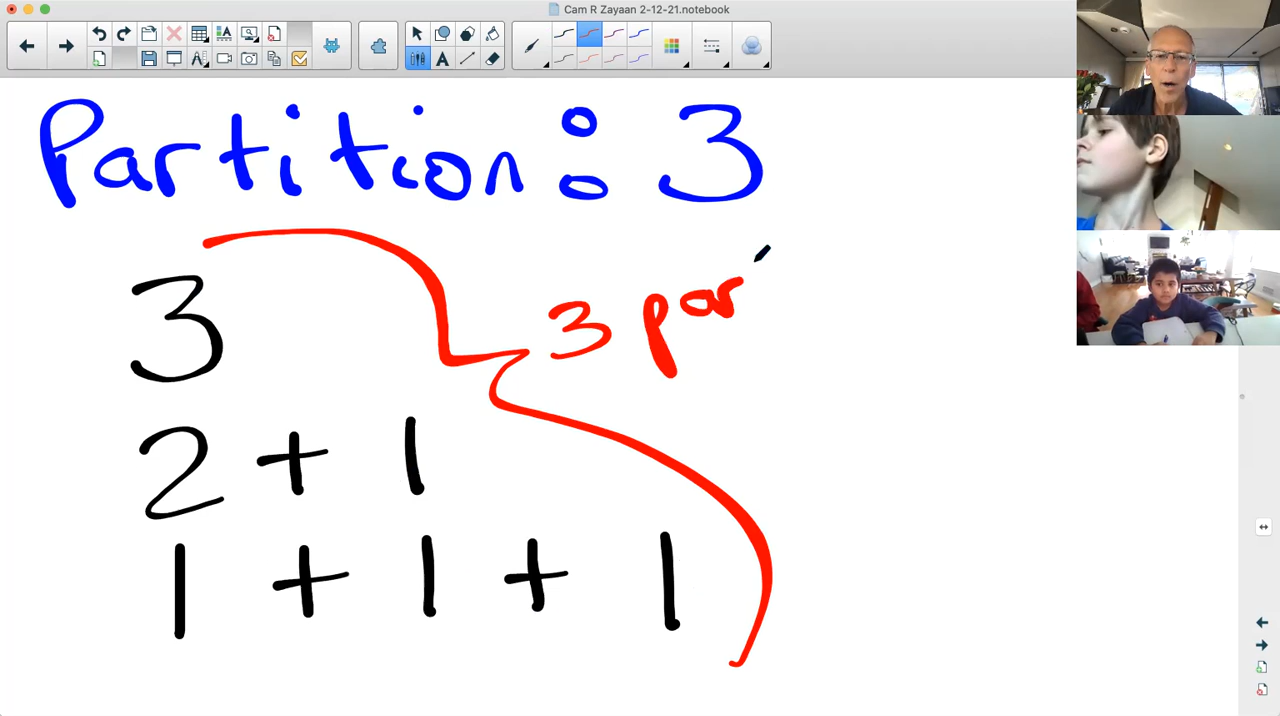 Cam R Zayaan 2-12-21.notebook
Partition: 3
3
3 par
2 + 1
1 + 1 + 1